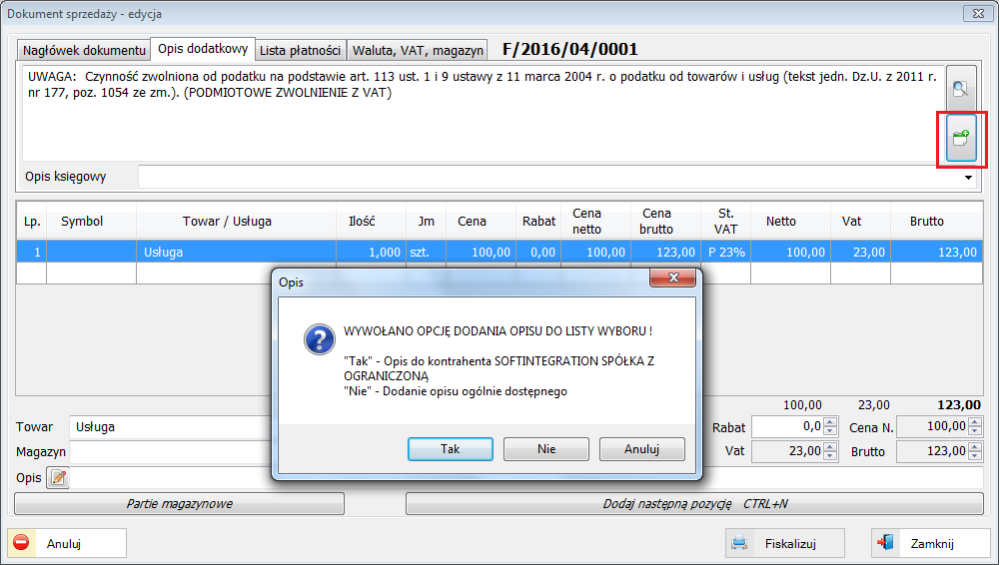 Dokument sprzedaży - edycja
Nagłówek dokumentu Opis dodatkowy Lista płatności Waluta, VAT, magazyn F/2016/04/0001
UWAGA: Czynność zwolniona od podatku na podstawie art. 113 ust. 1 i 9 ustawy z 11 marca 2004 r. o podatku od towarów i usług (tekst jedn. Dz.U. z 2011 r.
nr 177, poz. 1054 ze zm.). (PODMIOTOWE ZWOLNIENIE Z VAT)
Opis księgowy
Lp. Symbol Towar / Usługa Ilość Jm Cena Rabat Cena netto Cena brutto St. VAT Netto Vat Brutto
1 Usługa 1,000 szt. 100,00 0,00 100,00 123,00 P 23% 100,00 23,00 123,00
Opis
WYWOŁANO OPCJĘ DODANIA OPISU DO LISTY WYBORU !
"Tak" - Opis do kontrahenta SOFTINTEGRATION SPÓŁKA Z
OGRANICZONĄ
"Nie" - Dodanie opisu ogólnie dostępnego
Tak Nie Anuluj
100,00 23,00 123,00
Towar Usługa Rabat 0,0 Cena N. 100,00
Magazyn Vat 23,00 Brutto 123,00
Opis
Partie magazynowe Dodaj następną pozycję CTRL+N
Anuluj Fiskalizuj Zamknij